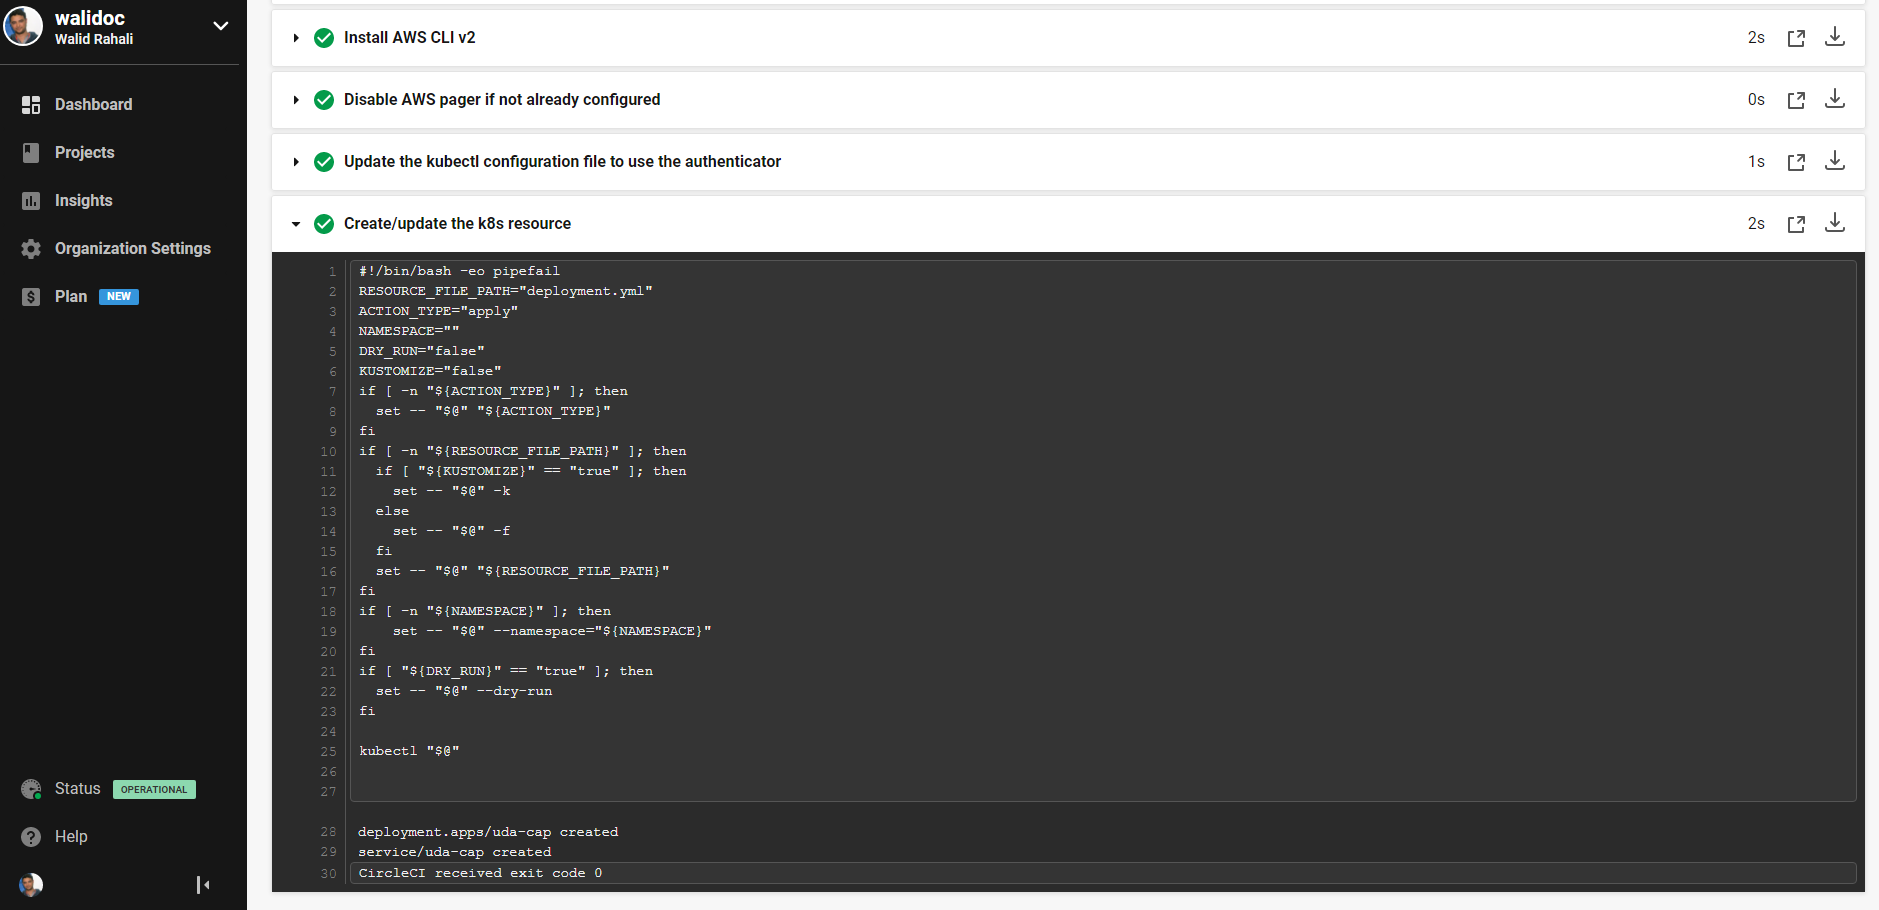 walidoc
Walid Rahali
Dashboard
Projects
Insights
Organization Settings
Plan NEW
Status OPERATIONAL
Help
Install AWS CLI v2 2s
Disable AWS pager if not already configured 0s
Update the kubectl configuration file to use the authenticator 1s
Create/update the k8s resource 2s
1 #!/bin/bash -eo pipefail
2 RESOURCE_FILE_PATH="deployment.yml"
3 ACTION_TYPE="apply"
4 NAMESPACE=""
5 DRY_RUN="false"
6 KUSTOMIZE="false"
7 if [ -n "${ACTION_TYPE}" ]; then
8   set -- "$@" "${ACTION_TYPE}"
9 fi
10 if [ -n "${RESOURCE_FILE_PATH}" ]; then
11   if [ "${KUSTOMIZE}" == "true" ]; then
12     set -- "$@" -k
13   else
14     set -- "$@" -f
15   fi
16   set -- "$@" "${RESOURCE_FILE_PATH}"
17 fi
18 if [ -n "${NAMESPACE}" ]; then
19     set -- "$@" --namespace="${NAMESPACE}"
20 fi
21 if [ "${DRY_RUN}" == "true" ]; then
22   set -- "$@" --dry-run
23 fi
24
25 kubectl "$@"
26
27
28 deployment.apps/uda-cap created
29 service/uda-cap created
30 CircleCI received exit code 0